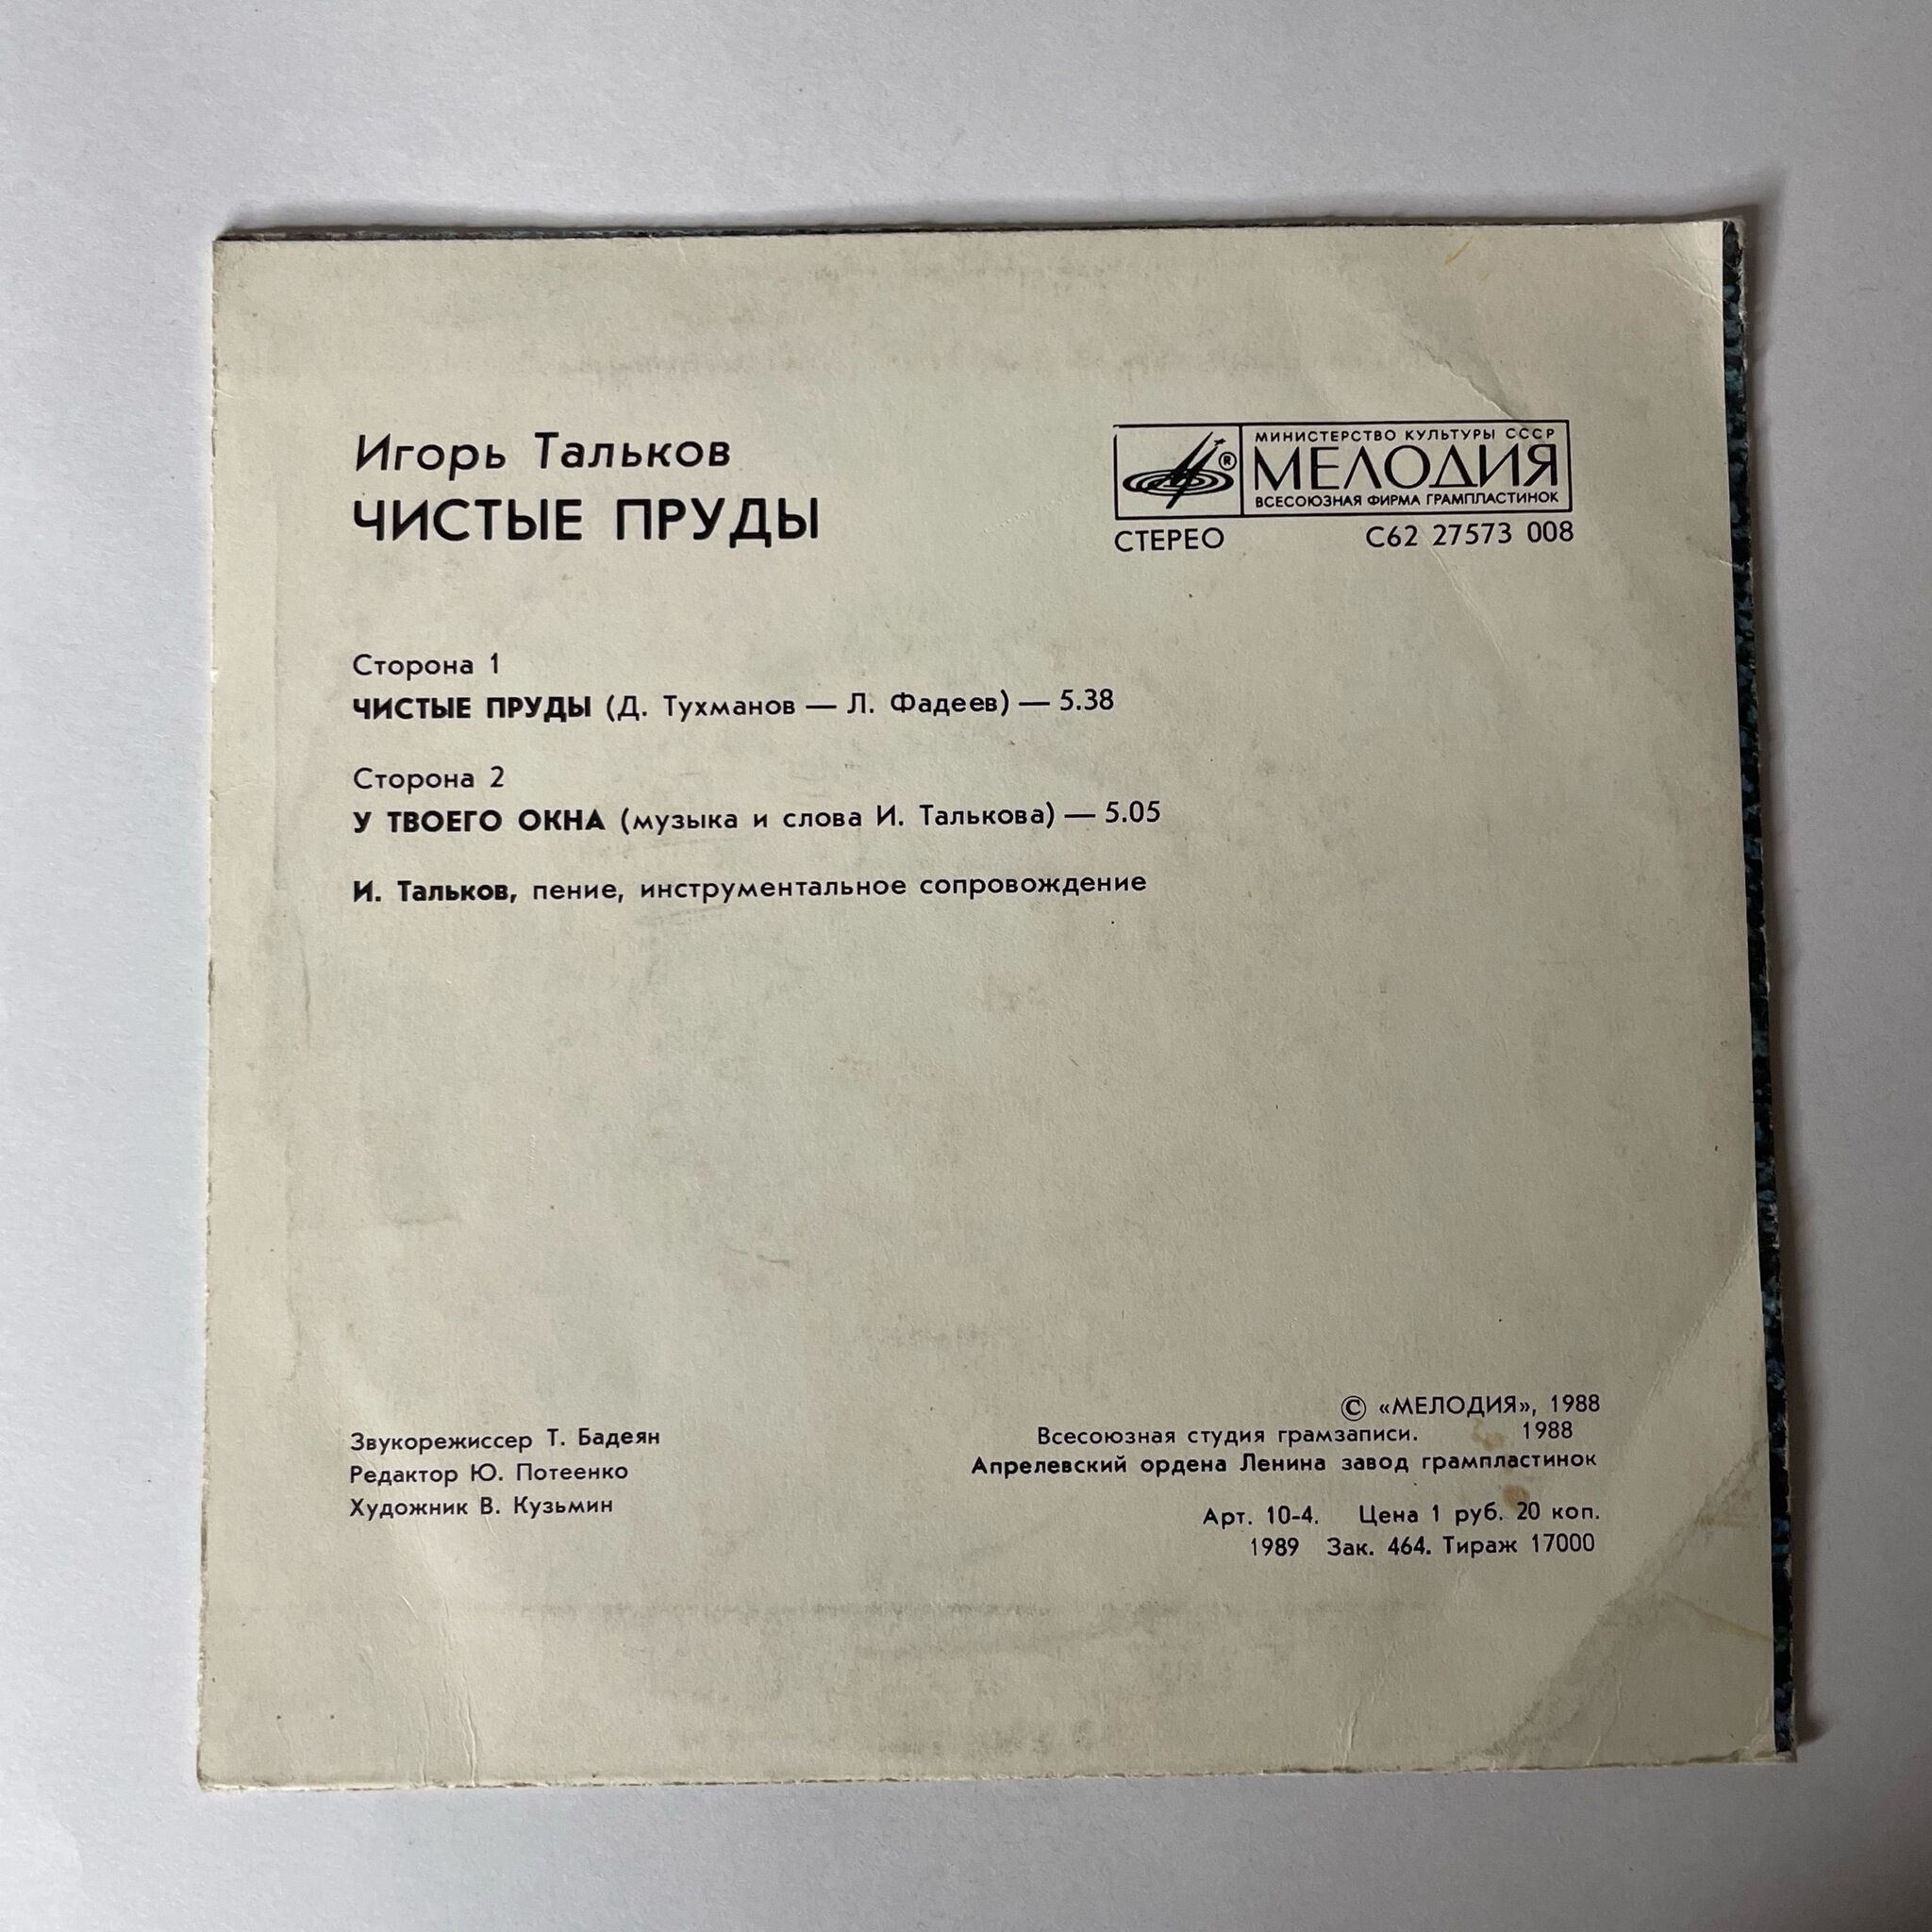 Игорь Тальков
ЧИСТЫЕ ПРУДЫ
МИНИСТЕРСТВО КУЛЬТУРЫ СССР
®
МЕЛОДИЯ
ВСЕСОЮЗНАЯ ФИРМА ГРАМПЛАСТИНОК
СТЕРЕО С62 27573 008
Сторона 1
ЧИСТЫЕ ПРУДЫ (Д. Тухманов — Л. Фадеев) — 5.38
Сторона 2
У ТВОЕГО ОКНА (музыка и слова И. Талькова) — 5.05
И. Тальков, пение, инструментальное сопровождение
Звукорежиссер Т. Бадеян
Редактор Ю. Потеенко
Художник В. Кузьмин
© «МЕЛОДИЯ», 1988
Всесоюзная студия грамзаписи. 1988
Апрелевский ордена Ленина завод грампластинок
Арт. 10-4. Цена 1 руб. 20 коп.
1989 Зак. 464. Тираж 17000